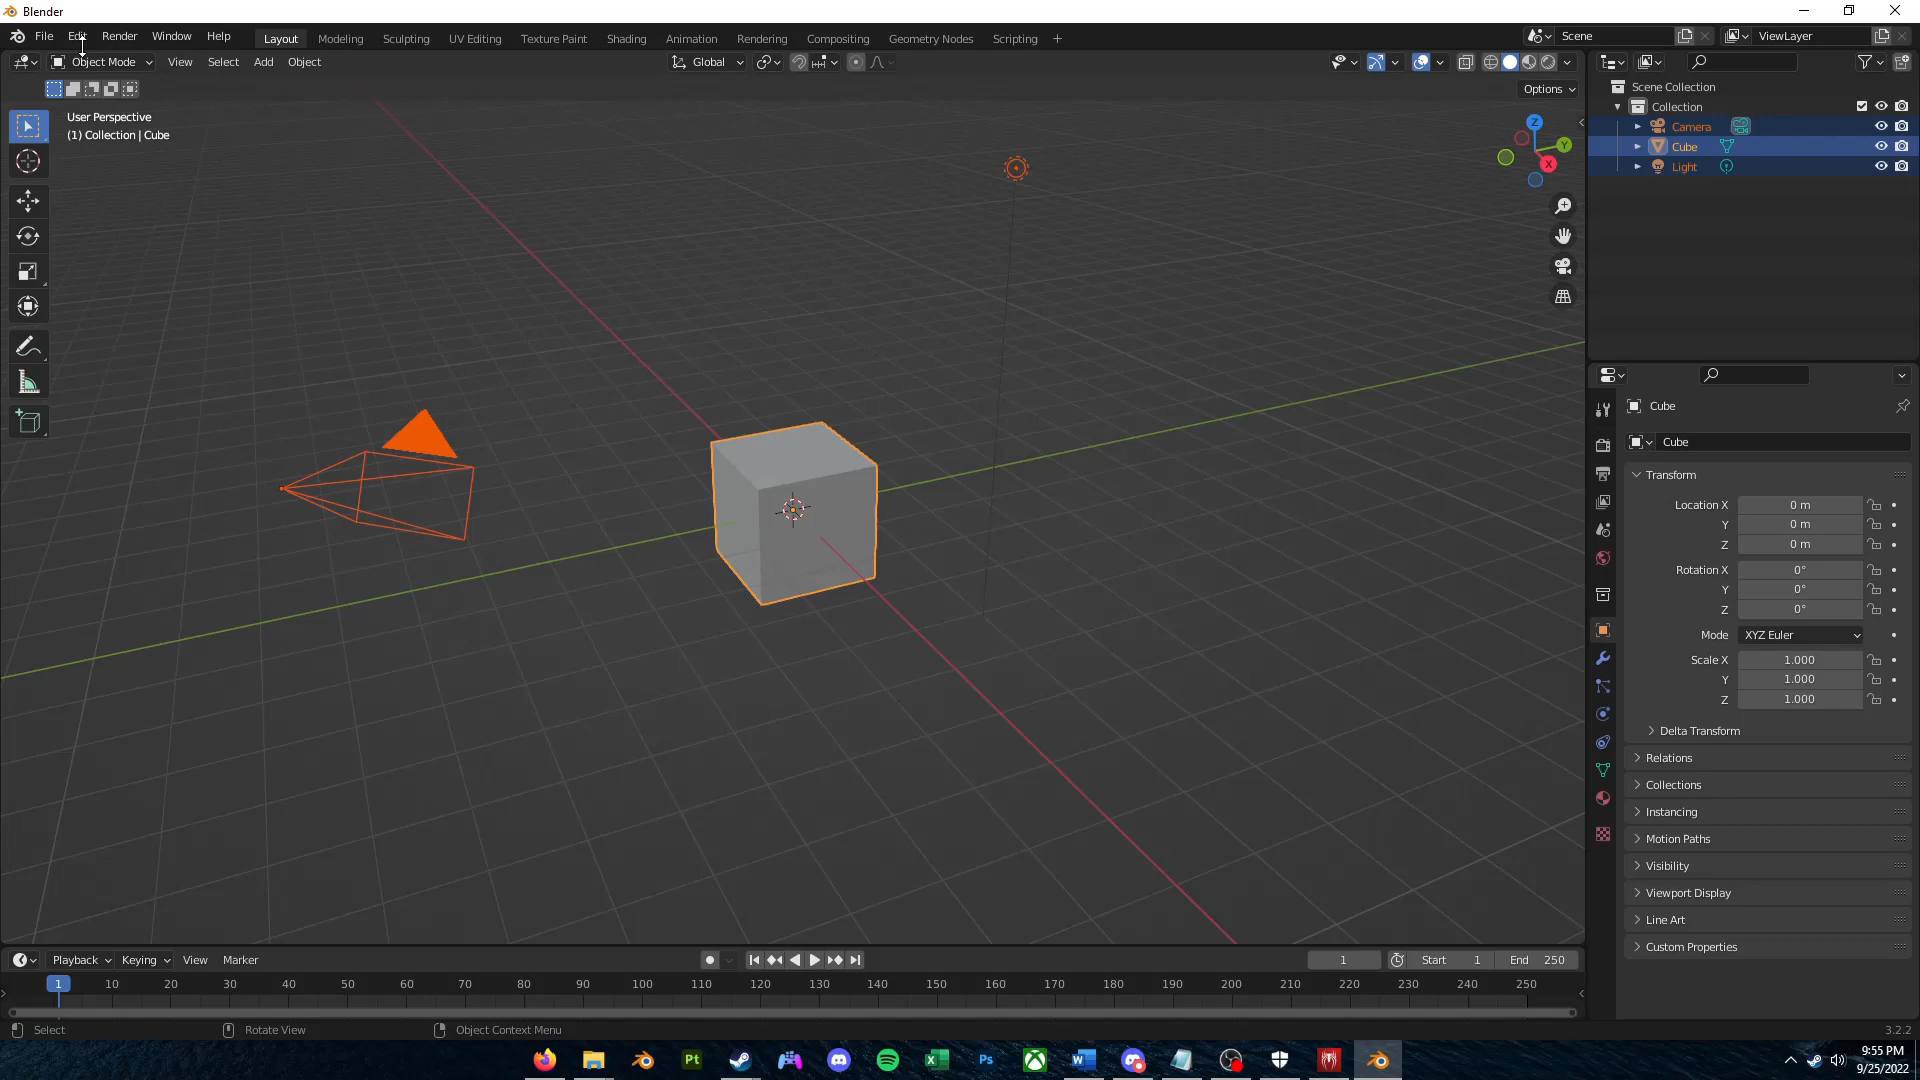 Blender
File Edit Render Window Help Layout Modeling Sculpting UV Editing Texture Paint Shading Animation Rendering Compositing Geometry Nodes Scripting + Scene ViewLayer
Object Mode View Select Add Object Global
Options
User Perspective
(1) Collection | Cube
Z
Y
X
Scene Collection
Collection
Camera
Cube
Light
Cube
Cube
Transform
Location X 0 m
Y 0 m
Z 0 m
Rotation X 0°
Y 0°
Z 0°
Mode XYZ Euler
Scale X 1.000
Y 1.000
Z 1.000
Delta Transform
Relations
Collections
Instancing
Motion Paths
Visibility
Viewport Display
Line Art
Custom Properties
Playback Keying View Marker 1 Start 1 End 250
1 10 20 30 40 50 60 70 80 90 100 110 120 130 140 150 160 170 180 190 200 210 220 230 240 250
Select Rotate View Object Context Menu 3.2.2
Pt Ps
9:55 PM
9/25/2022